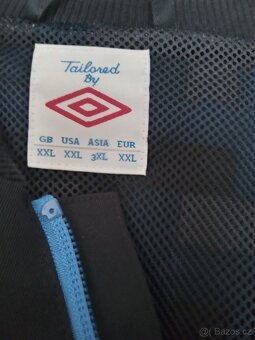 Tailored
By
GB USA ASIA EUR
XXL XXL 3XL XXL
© Bazos.cz